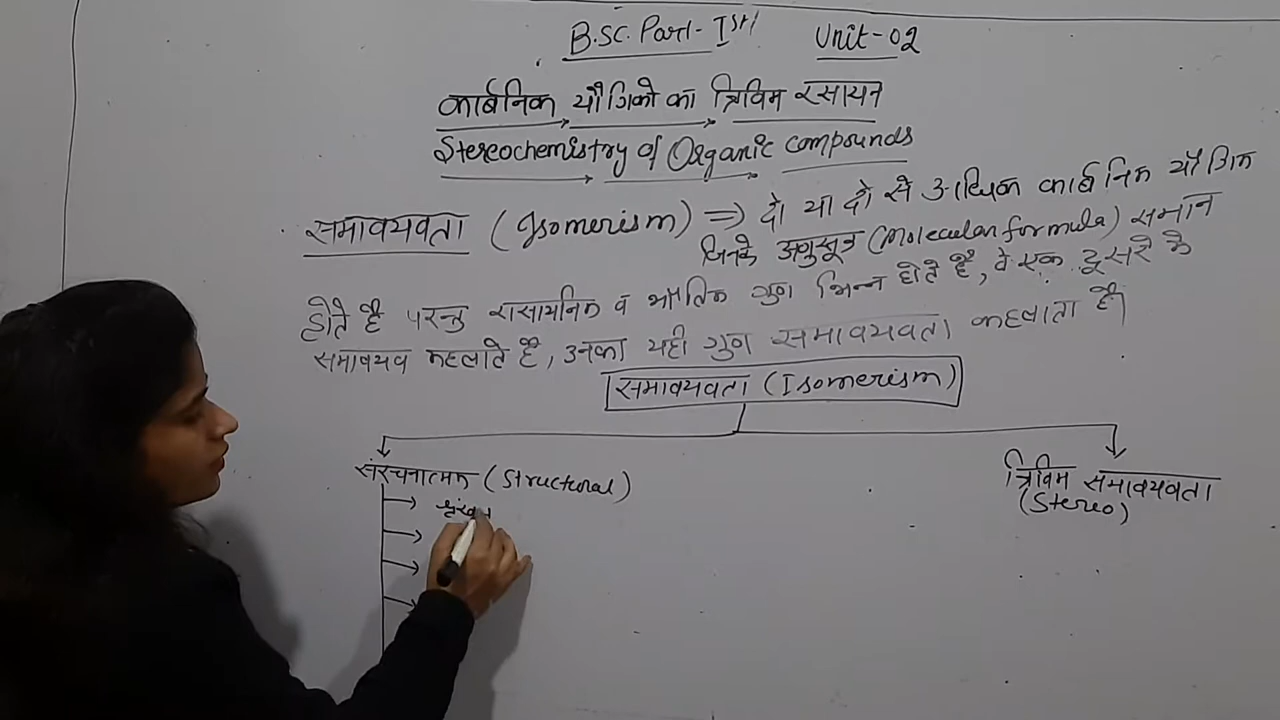 B.SC. Part-Ist Unit-02
कार्बनिक यौगिको का त्रिविम रसायन
Stereochemistry of Organic compounds
समावयवता (Isomerism) ⇒ दो या दो से अधिक कार्बनिक यौगिक
जिनके अणुसूत्र (Molecular formula) समान
होते है परन्तु रासायनिक व भौतिक गुण भिन्न होते है, वे एक दूसरे के
समावयव कहलाते है, उनका यही गुण समावयवता कहलाता है।
समावयवता (Isomerism)
संरचनात्मक (Structural)
त्रिविम समावयवता
(Stereo)